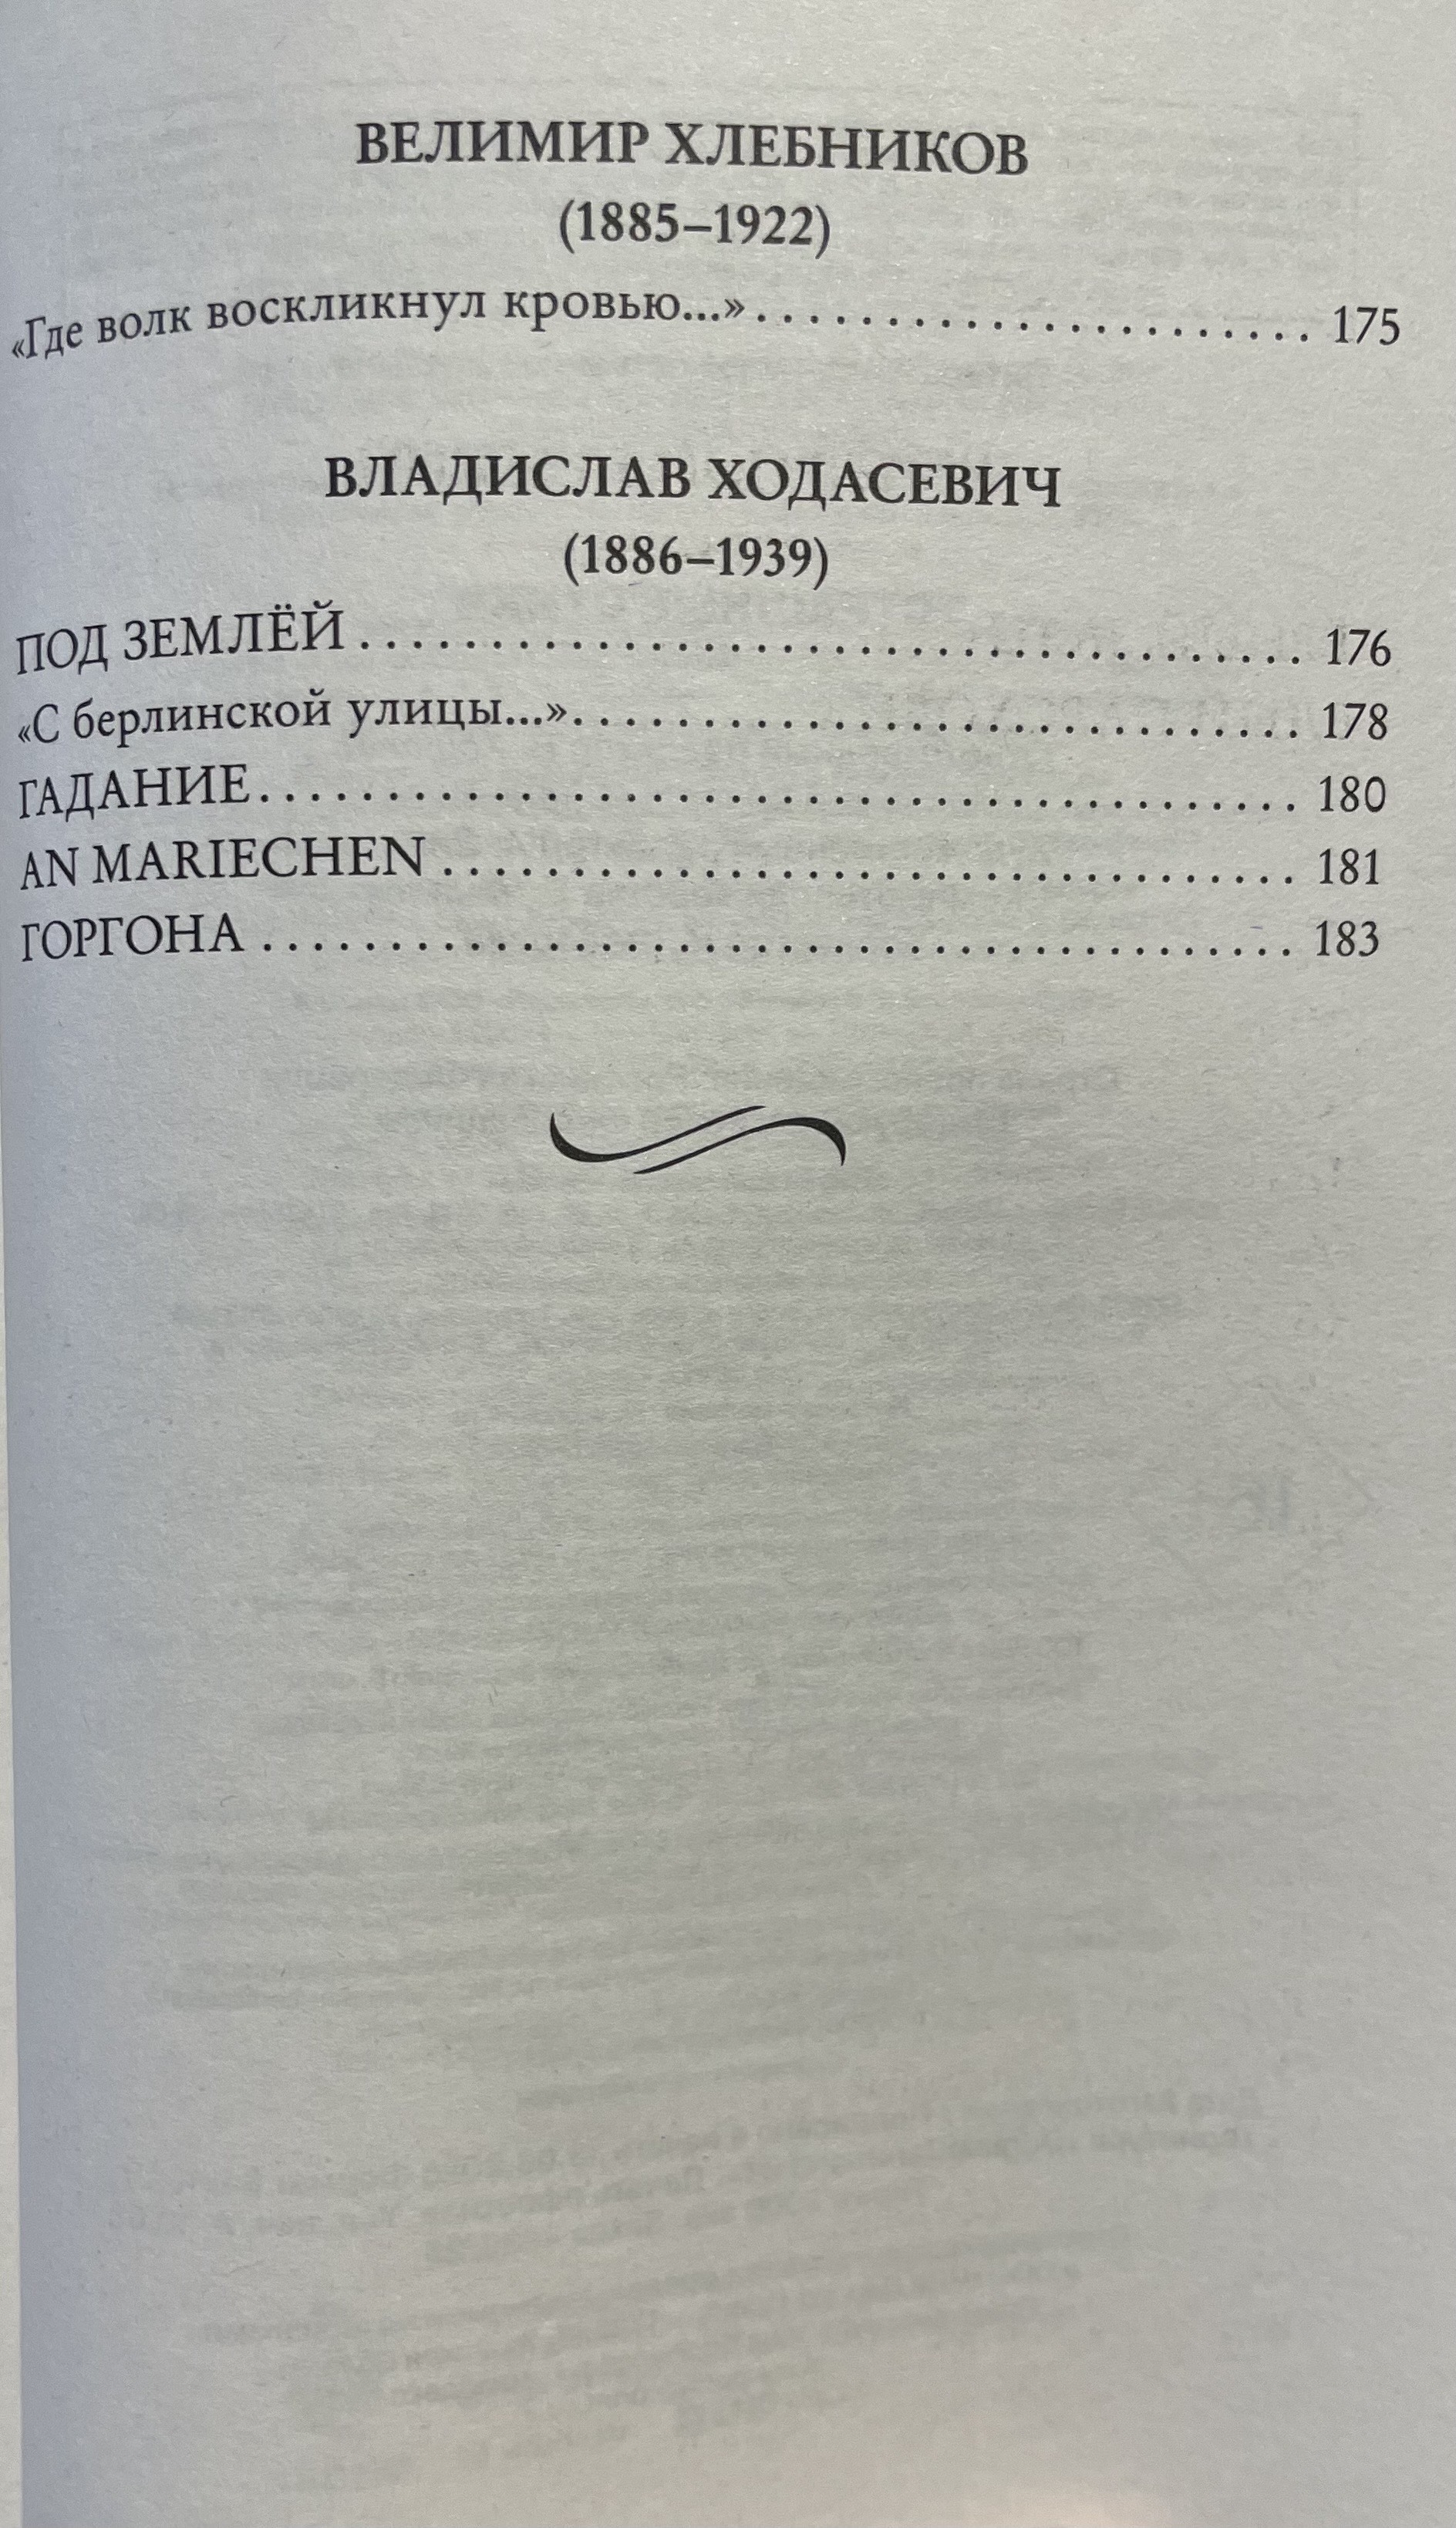 ВЕЛИМИР ХЛЕБНИКОВ
(1885–1922)
«Где волк воскликнул кровью...» . . . . . . . . . . . . . . . . . . . . . . 175
ВЛАДИСЛАВ ХОДАСЕВИЧ
(1886–1939)
ПОД ЗЕМЛЁЙ . . . . . . . . . . . . . . . . . . . . . . . . . . . . . . . . . . . . 176
«С берлинской улицы...» . . . . . . . . . . . . . . . . . . . . . . . . . . . . 178
ГАДАНИЕ . . . . . . . . . . . . . . . . . . . . . . . . . . . . . . . . . . . . . . . . 180
AN MARIECHEN . . . . . . . . . . . . . . . . . . . . . . . . . . . . . . . . . 181
ГОРГОНА . . . . . . . . . . . . . . . . . . . . . . . . . . . . . . . . . . . . . . . . 183